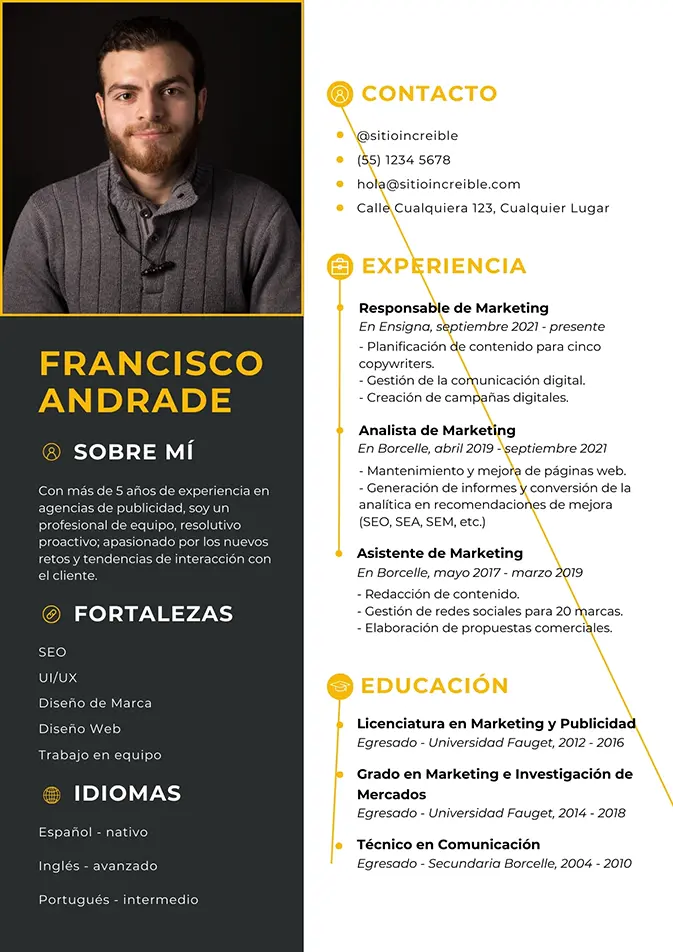 FRANCISCO
ANDRADE
SOBRE MÍ
Con más de 5 años de experiencia en
agencias de publicidad, soy un
profesional de equipo, resolutivo
proactivo; apasionado por los nuevos
retos y tendencias de interacción con
el cliente.
FORTALEZAS
SEO
UI/UX
Diseño de Marca
Diseño Web
Trabajo en equipo
IDIOMAS
Español - nativo
Inglés - avanzado
Portugués - intermedio
CONTACTO
@sitioincreible
(55) 1234 5678
hola@sitioincreible.com
Calle Cualquiera 123, Cualquier Lugar
EXPERIENCIA
Responsable de Marketing
En Ensigna, septiembre 2021 - presente
- Planificación de contenido para cinco
copywriters.
- Gestión de la comunicación digital.
- Creación de campañas digitales.
Analista de Marketing
En Borcelle, abril 2019 - septiembre 2021
- Mantenimiento y mejora de páginas web.
- Generación de informes y conversión de la
analítica en recomendaciones de mejora
(SEO, SEA, SEM, etc.)
Asistente de Marketing
En Borcelle, mayo 2017 - marzo 2019
- Redacción de contenido.
- Gestión de redes sociales para 20 marcas.
- Elaboración de propuestas comerciales.
EDUCACIÓN
Licenciatura en Marketing y Publicidad
Egresado - Universidad Fauget, 2012 - 2016
Grado en Marketing e Investigación de
Mercados
Egresado - Universidad Fauget, 2014 - 2018
Técnico en Comunicación
Egresado - Secundaria Borcelle, 2004 - 2010